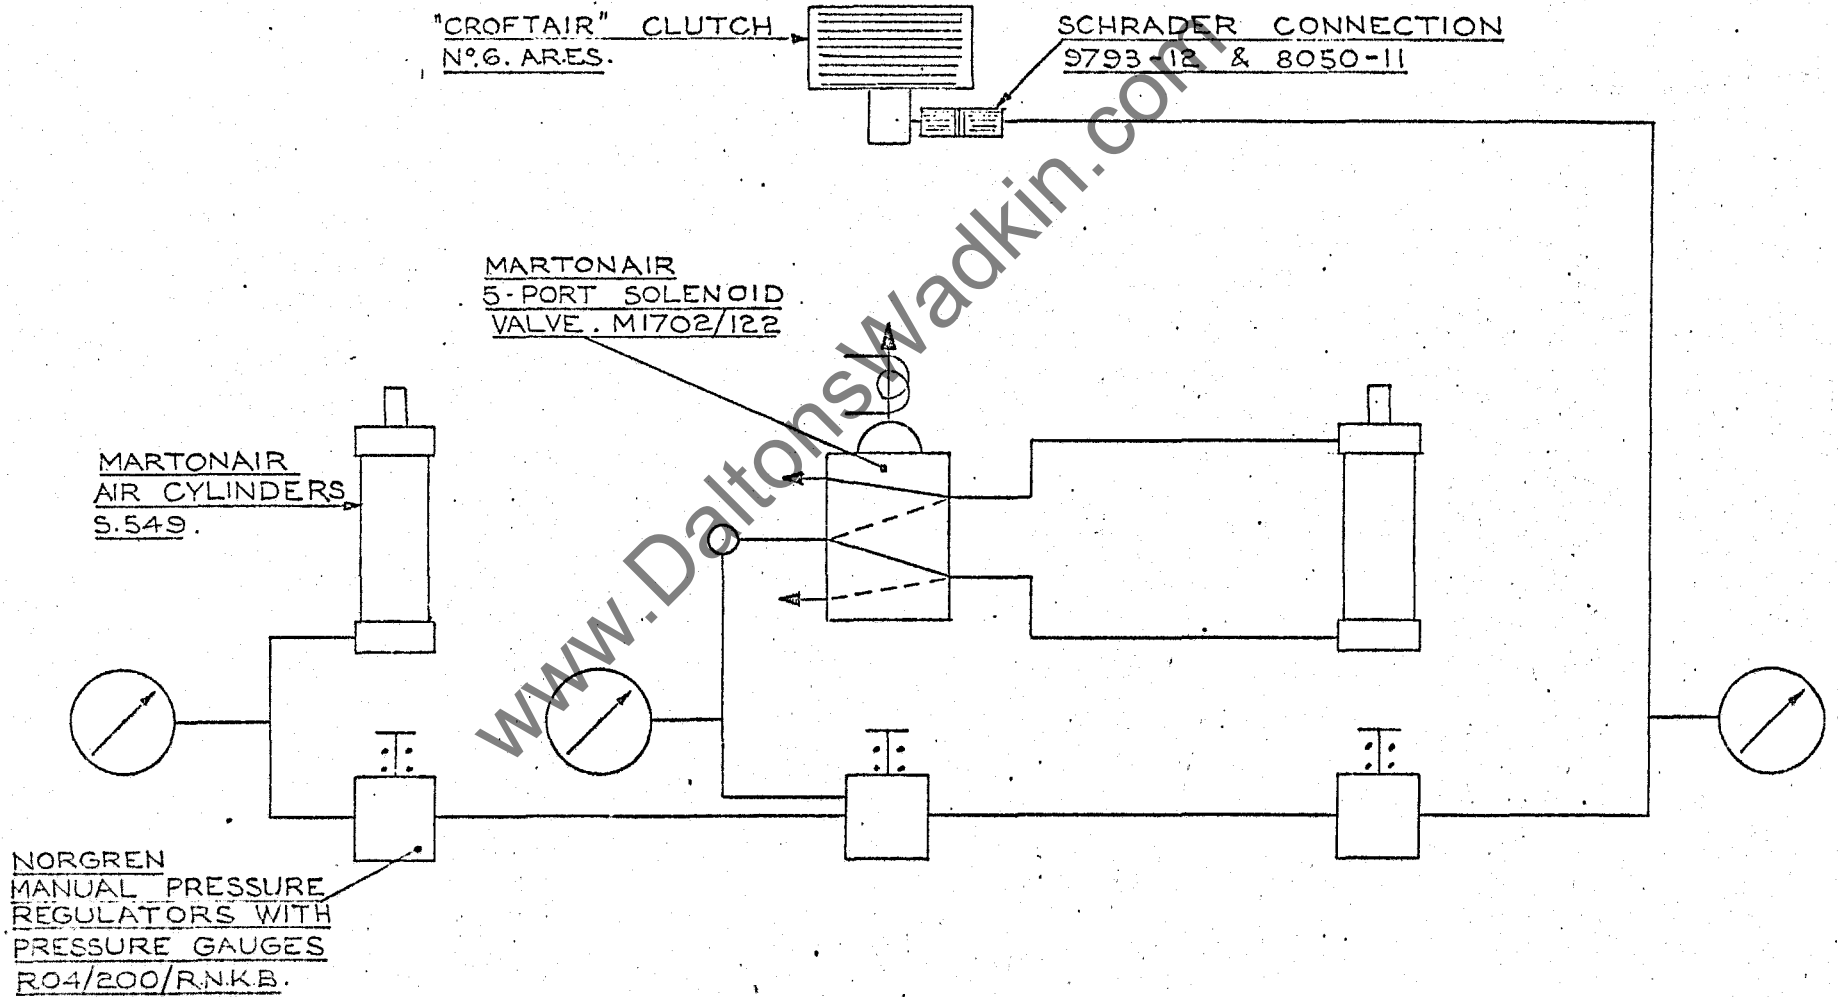 "CROFTAIR" CLUTCH
Nº.6. ARES.
SCHRADER CONNECTION
9793-12 & 8050-11
MARTONAIR
5-PORT SOLENOID
VALVE. M1702/122
MARTONAIR
AIR CYLINDERS
S.549.
NORGREN
MANUAL PRESSURE
REGULATORS WITH
PRESSURE GAUGES
R04/200/R.N.K.B.
www.DaltonsWadkin.com